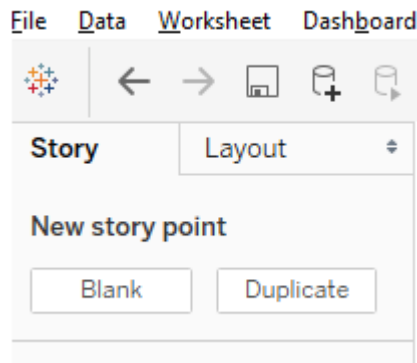 File Data Worksheet Dashboard
Story Layout
New story point
Blank Duplicate